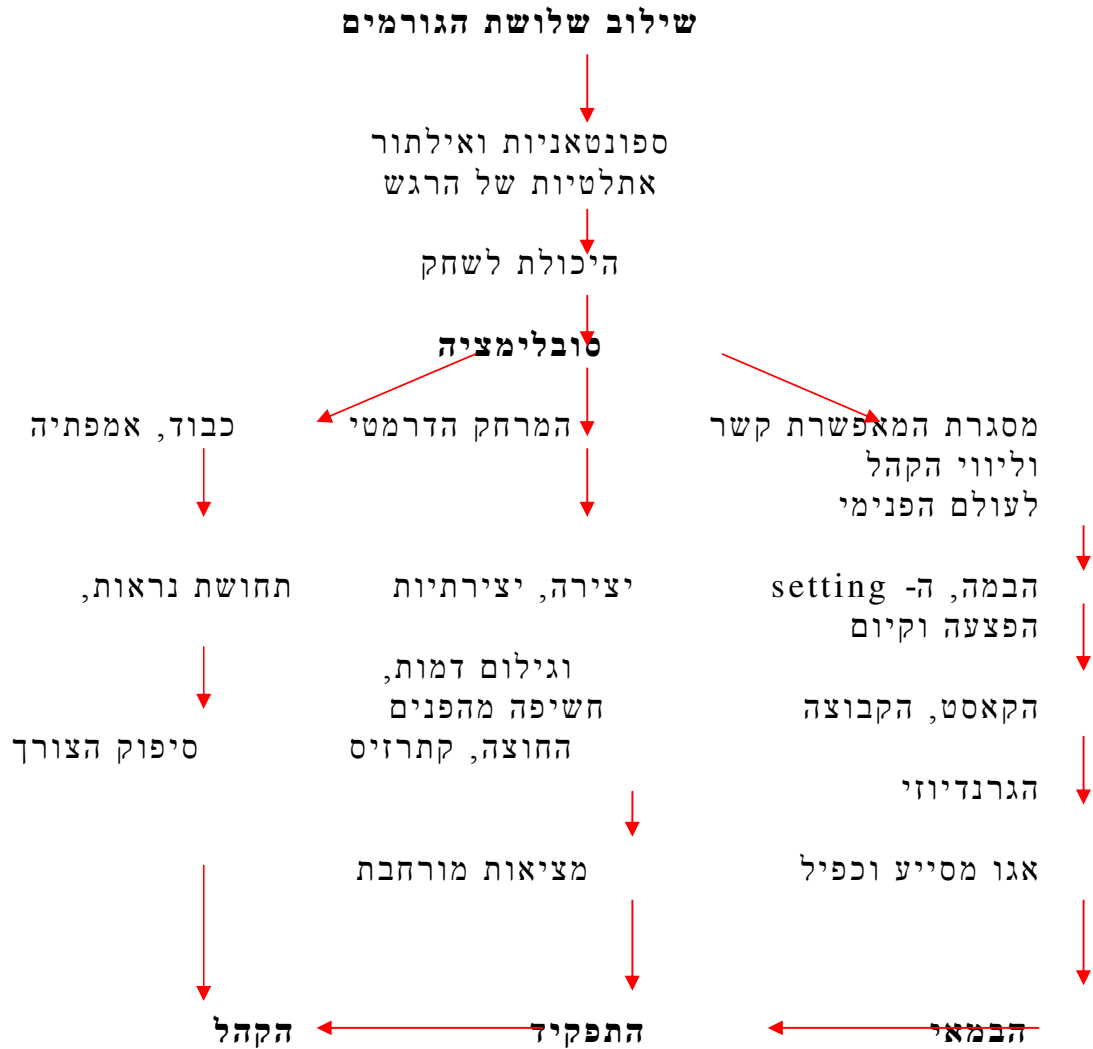 שילוב שלושת הגורמים
ספונטאניות ואילתור
אתלטיות של הרגש
היכולת לשחק
סובלימציה
מסגרת המאפשרת קשר המרחק הדרמטי כבוד, אמפתיה
וליווי הקהל
לעולם הפנימי
הבמה, ה- setting יצירה, יצירתיות תחושת נראות,
הפצעה וקיום
וגילום דמות,
הקאסט, הקבוצה חשיפה מהפנים
החוצה, קתרזיס סיפוק הצורך
הגרנדיוזי
אגו מסייע וכפיל מציאות מורחבת
הבמאי התפקיד הקהל